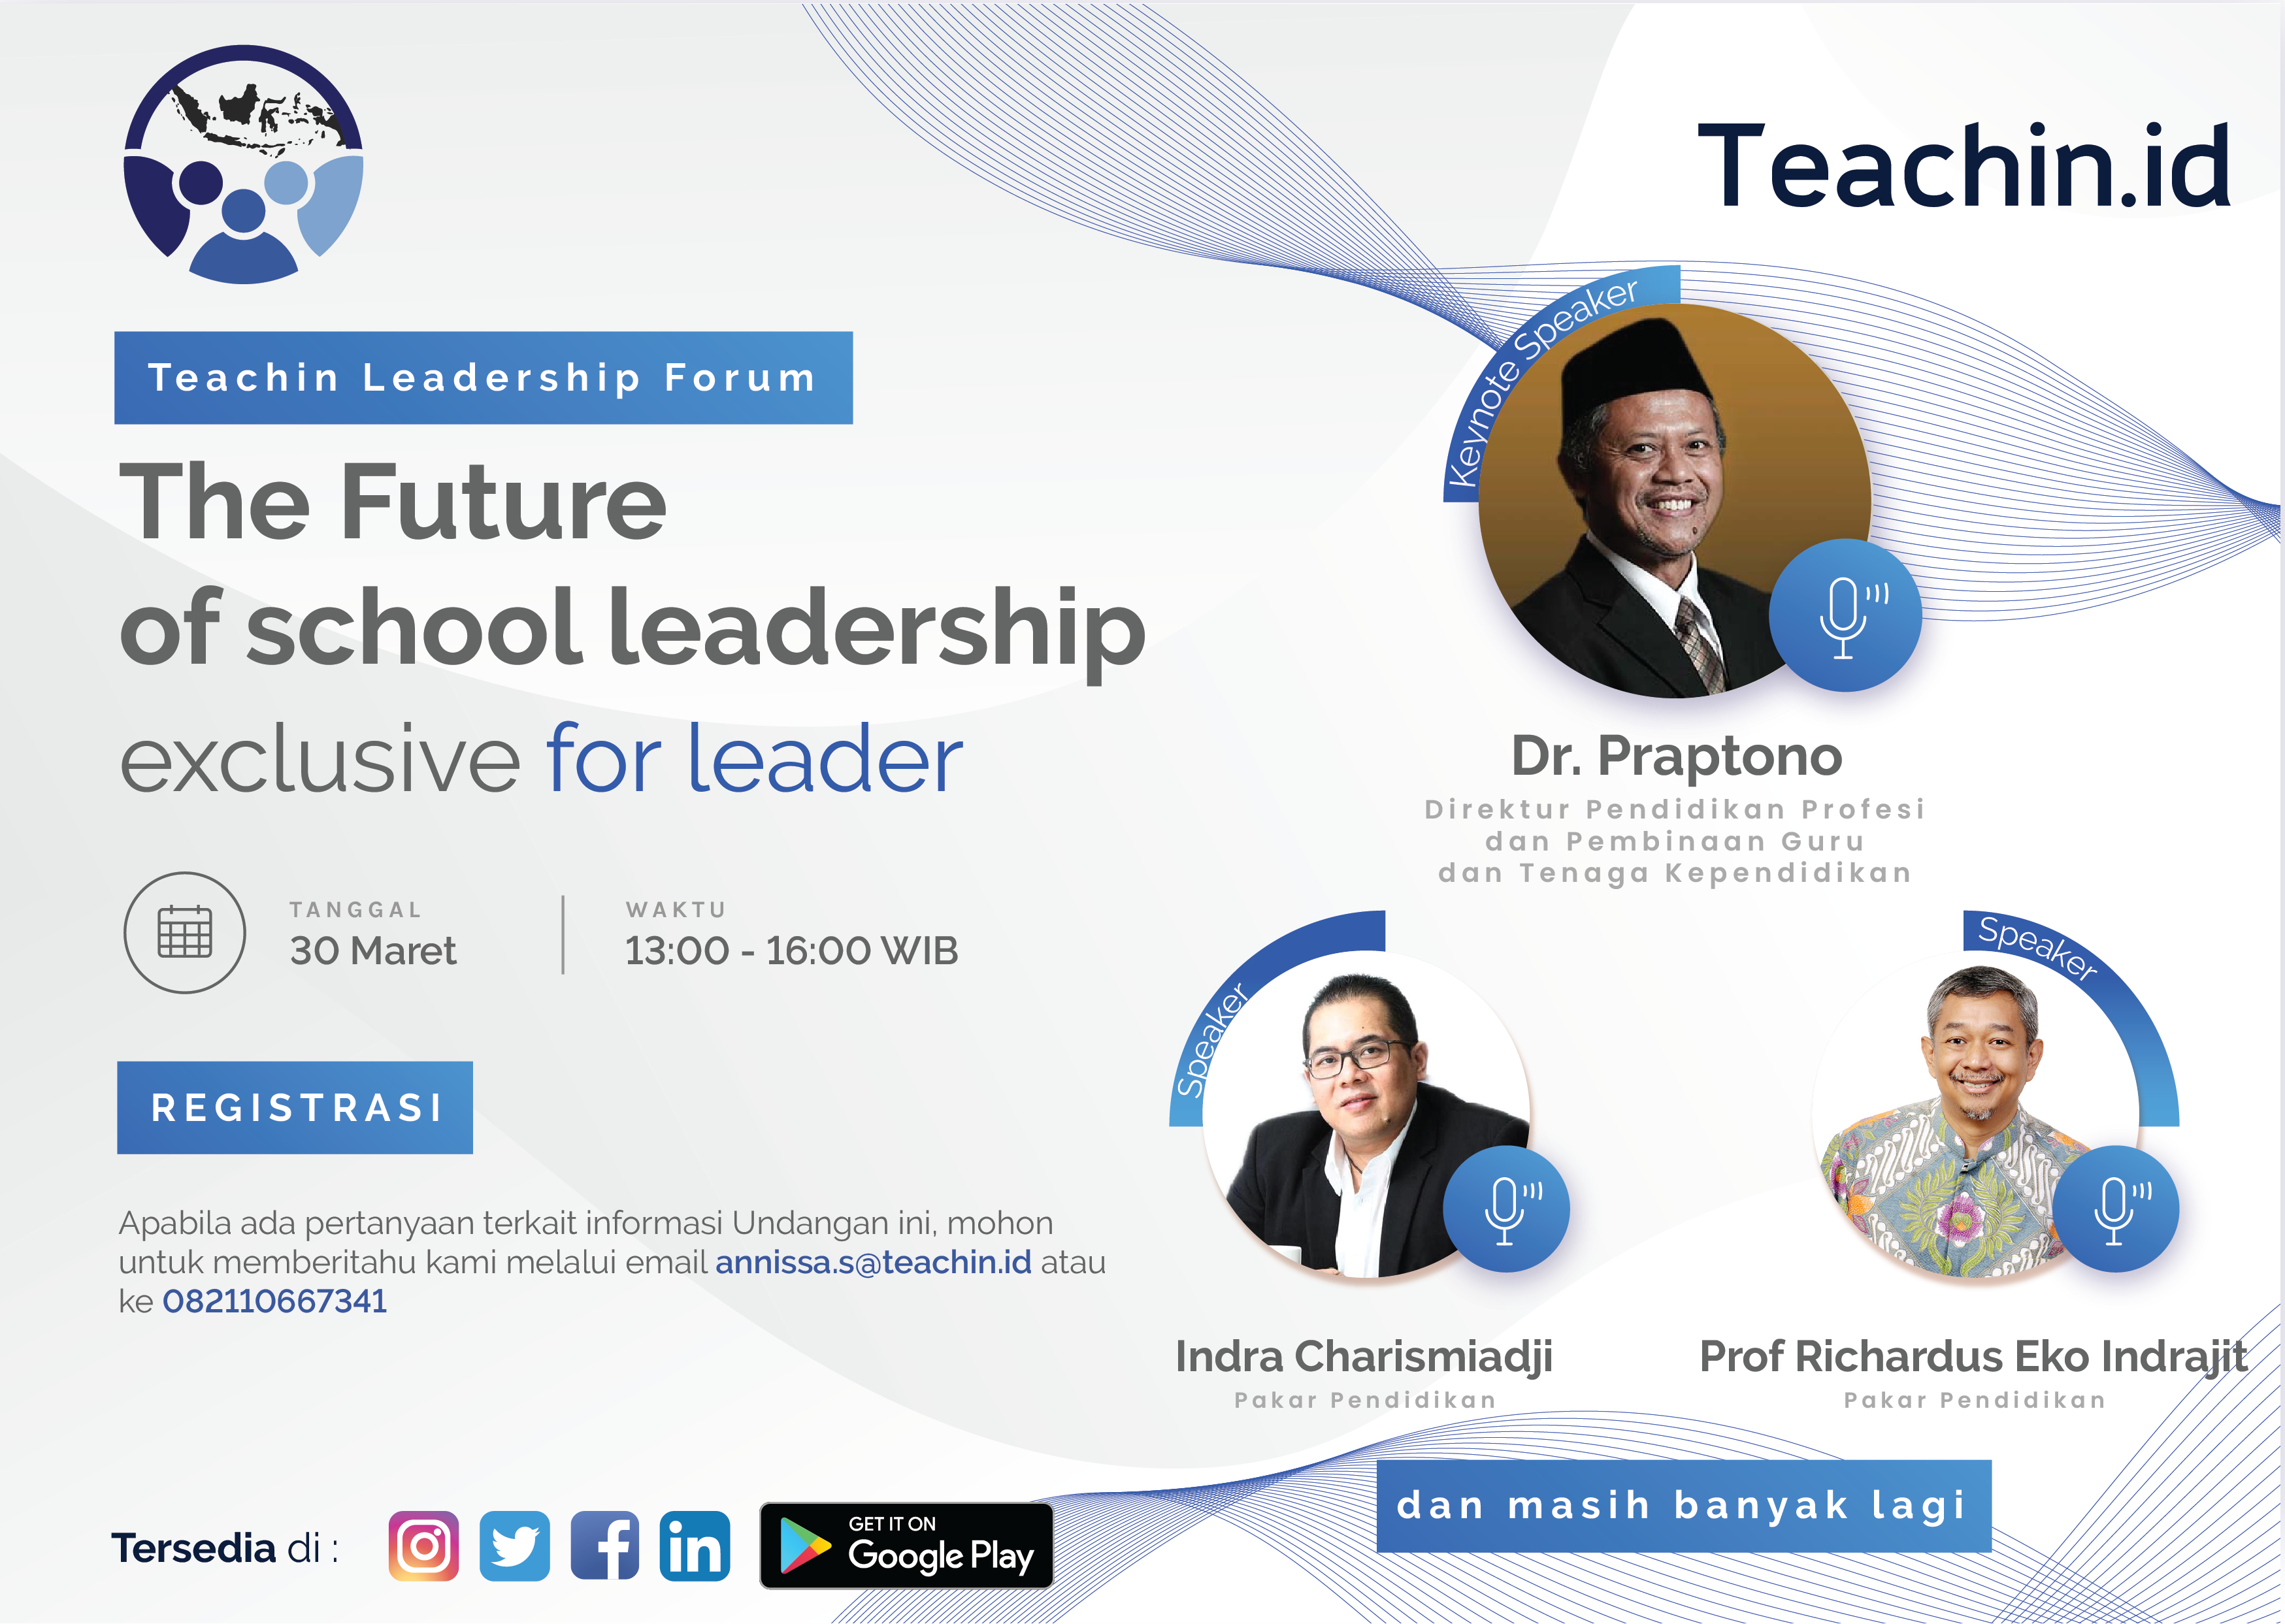 Teachin.id
Teachin Leadership Forum
The Future
of school leadership
exclusive for leader
TANGGAL
30 Maret
WAKTU
13:00 - 16:00 WIB
REGISTRASI
Apabila ada pertanyaan terkait informasi Undangan ini, mohon
untuk memberitahu kami melalui email annissa.s@teachin.id atau
ke 082110667341
Keynote Speaker
Dr. Praptono
Direktur Pendidikan Profesi
dan Pembinaan Guru
dan Tenaga Kependidikan
Speaker
Indra Charismiadji
Pakar Pendidikan
Speaker
Prof Richardus Eko Indrajit
Pakar Pendidikan
dan masih banyak lagi
Tersedia di :
f
in
GET IT ON
Google Play